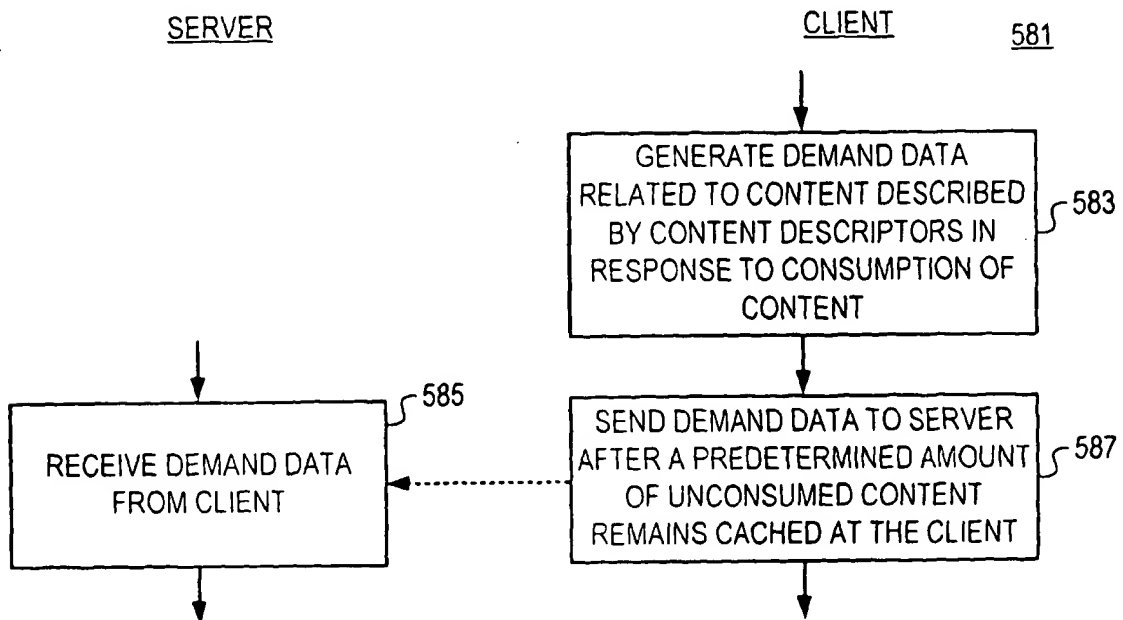 SERVER
CLIENT
581
GENERATE DEMAND DATA
RELATED TO CONTENT DESCRIBED
BY CONTENT DESCRIPTORS IN
RESPONSE TO CONSUMPTION OF
CONTENT
583
RECEIVE DEMAND DATA
FROM CLIENT
585
SEND DEMAND DATA TO SERVER
AFTER A PREDETERMINED AMOUNT
OF UNCONSUMED CONTENT
REMAINS CACHED AT THE CLIENT
587